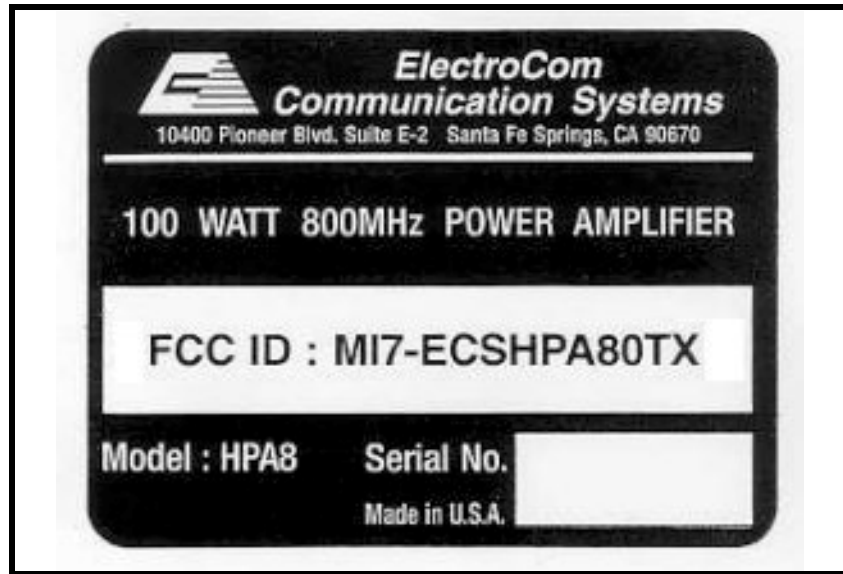 ElectroCom
Communication Systems
10400 Pioneer Blvd. Suite E-2 Santa Fe Springs, CA 90670
100 WATT 800MHz POWER AMPLIFIER
FCC ID : MI7-ECSHPA80TX
Model : HPA8 Serial No.
Made in U.S.A.